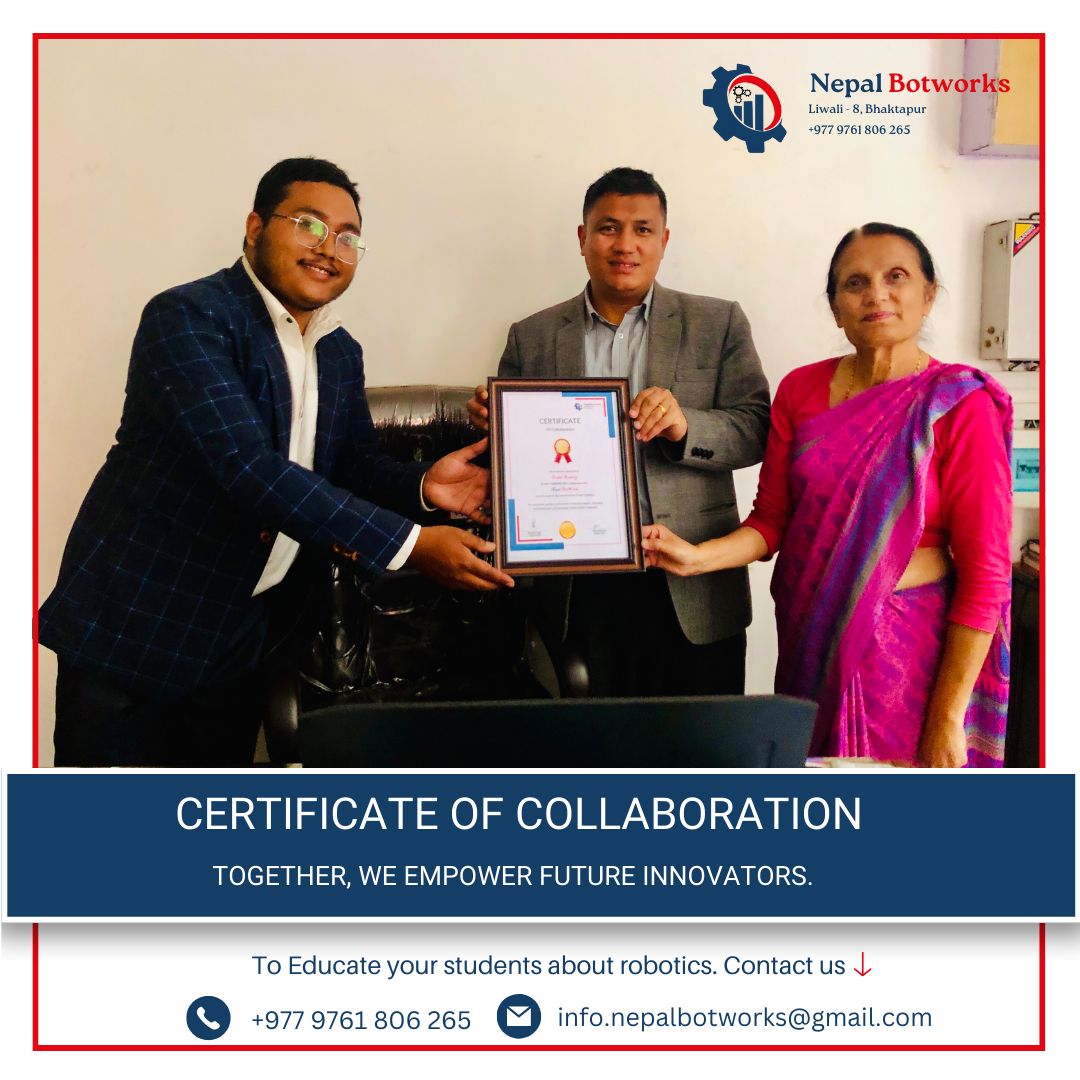 Nepal Botworks
Liwali - 8, Bhaktapur
+977 9761 806 265
CERTIFICATE
CERTIFICATE OF COLLABORATION
TOGETHER, WE EMPOWER FUTURE INNOVATORS.
To Educate your students about robotics. Contact us ↓
+977 9761 806 265
info.nepalbotworks@gmail.com